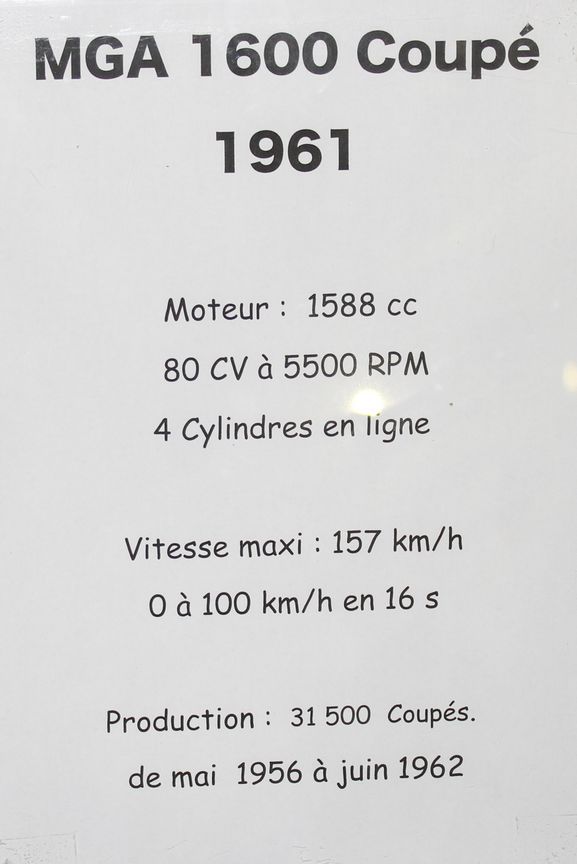 MGA 1600 Coupé
1961
Moteur : 1588 cc
80 CV à 5500 RPM
4 Cylindres en ligne
Vitesse maxi : 157 km/h
0 à 100 km/h en 16 s
Production : 31 500 Coupés.
de mai 1956 à juin 1962